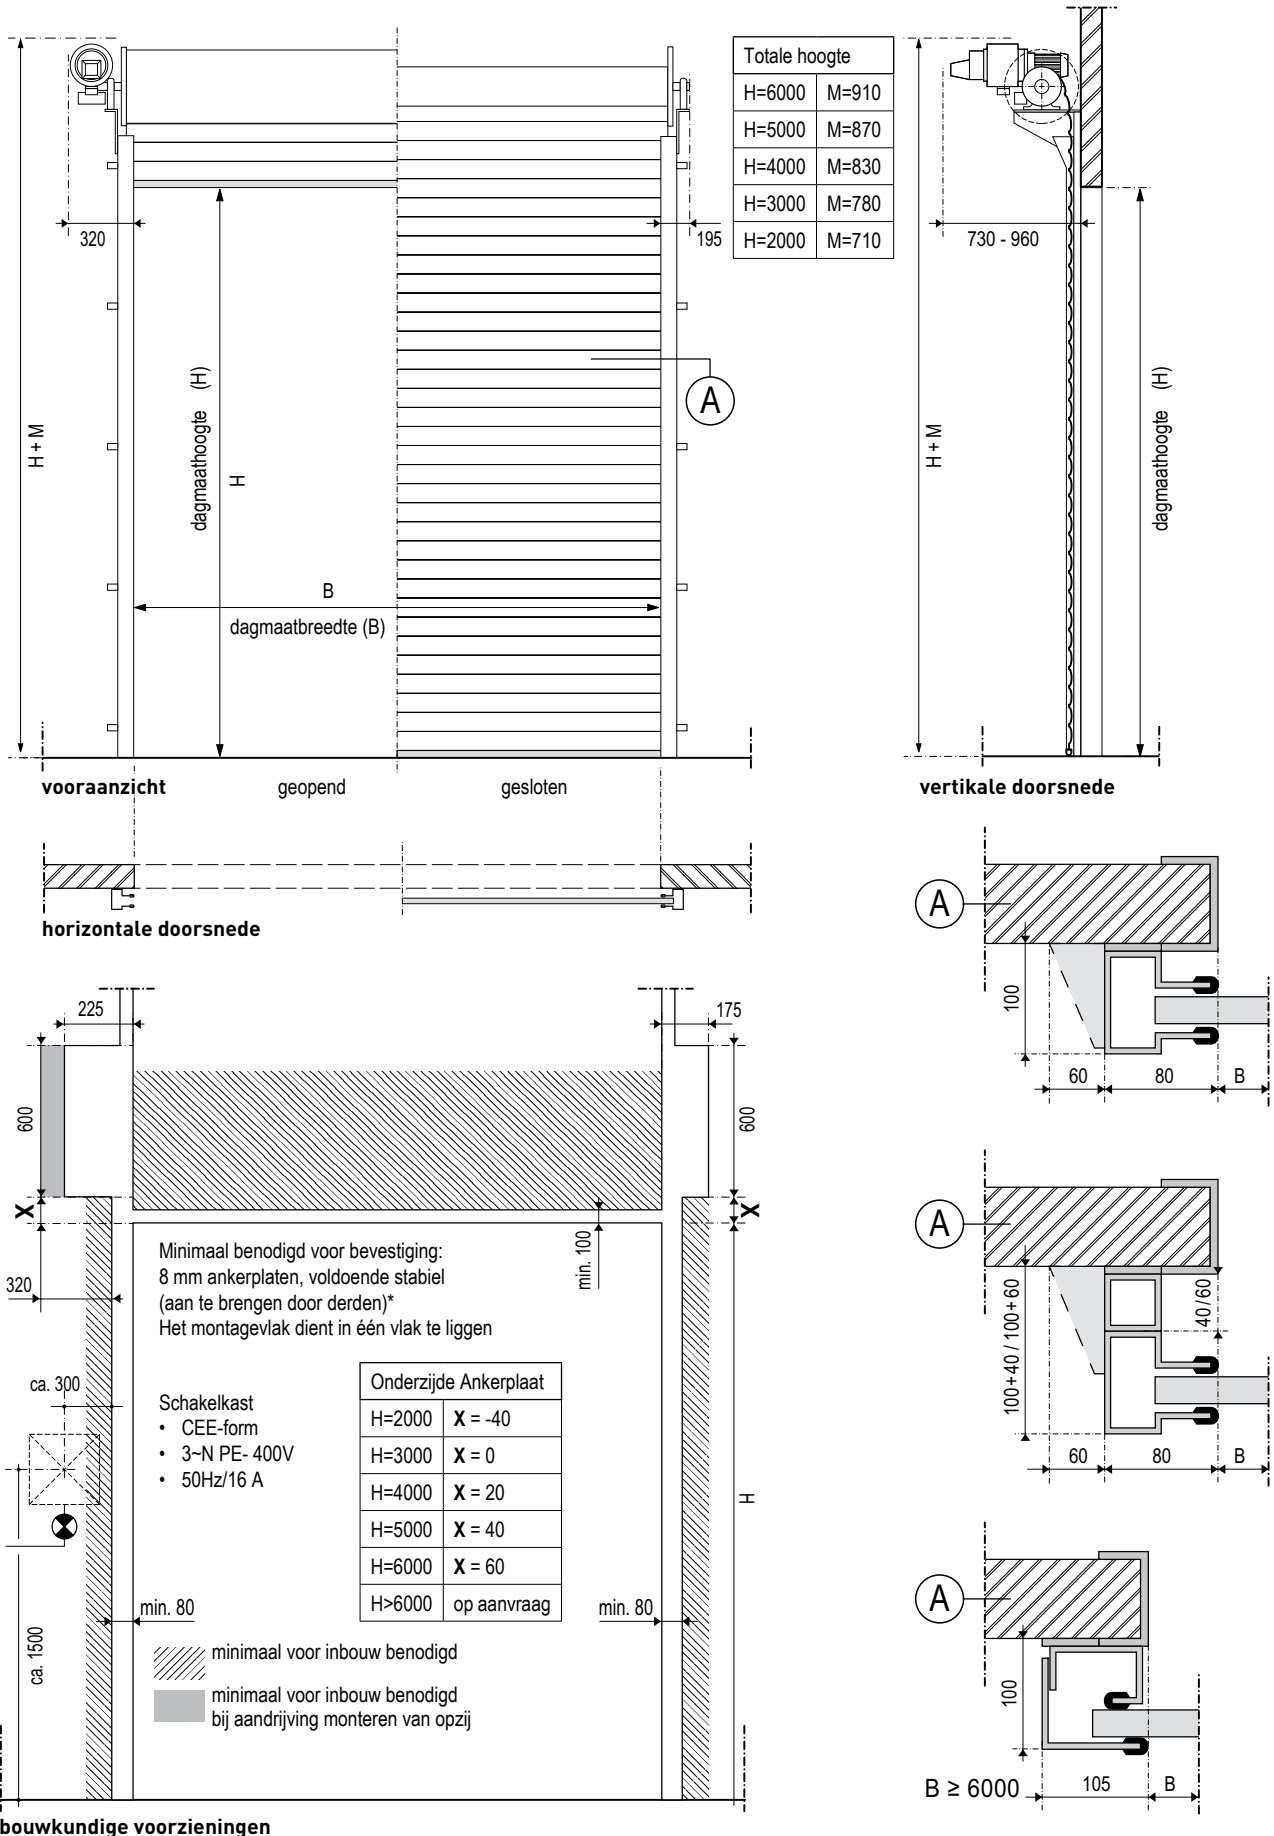 Totale hoogte
H=6000 M=910
H=5000 M=870
H=4000 M=830
H=3000 M=780
H=2000 M=710
320
195
730 - 960
H + M
dagmaathoogte (H)
H
A
B
dagmaatbreedte (B)
H + M
dagmaathoogte (H)
vooraanzicht
geopend
gesloten
vertikale doorsnede
horizontale doorsnede
A
100
60
80
B
225
175
600
600
X
X
320
min. 100
Minimaal benodigd voor bevestiging:
8 mm ankerplaten, voldoende stabiel
(aan te brengen door derden)*
Het montagevlak dient in één vlak te liggen
A
100+40 / 100+60
40/60
60
80
B
ca. 300
Schakelkast
• CEE-form
• 3~N PE- 400V
• 50Hz/16 A
Onderzijde Ankerplaat
H=2000 X = -40
H=3000 X = 0
H=4000 X = 20
H=5000 X = 40
H=6000 X = 60
H>6000 op aanvraag
H
min. 80
min. 80
ca. 1500
minimaal voor inbouw benodigd
minimaal voor inbouw benodigd
bij aandrijving monteren van opzij
A
100
B ≥ 6000
105
B
bouwkundige voorzieningen